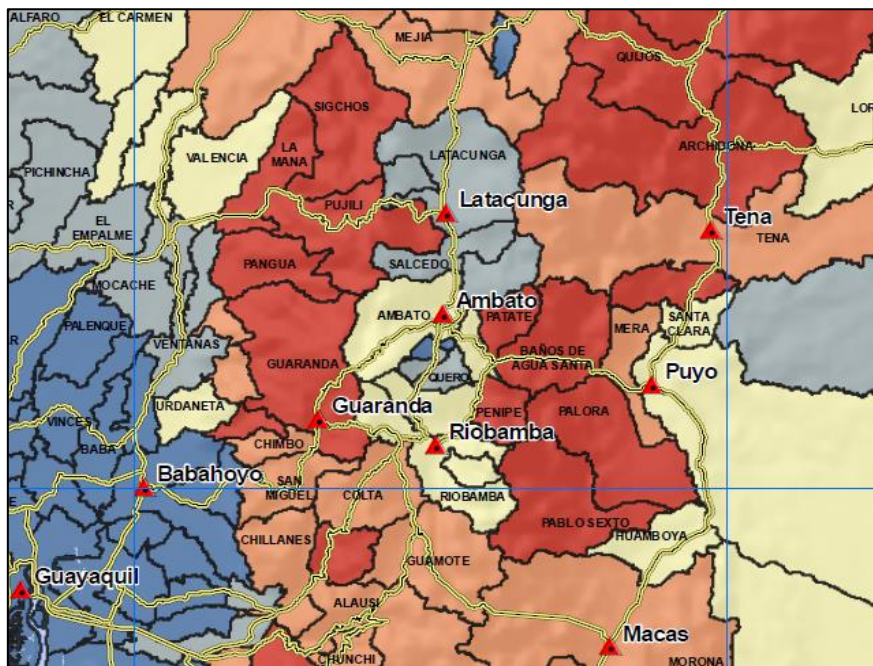 ALFARO
EL CARMEN
MEJIA
QUIJOS
SIGCHOS
LA
MANA
LATACUNGA
LOR
ARCHIDONA
PICHINCHA
VALENCIA
PUJILI
Latacunga
Tena
TENA
EL
EMPALME
PANGUA
SALCEDO
MOCACHE
AMBATO
Ambato
PATATE
SANTA
CLARA
MERA
PALENQUE
VENTANAS
GUARANDA
BAÑOS DE
AGUA SANTA
QUERO
Puyo
URDANETA
Guaranda
PENIPE
PALORA
VINCES
BABA
CHIMBO
Riobamba
Babahoyo
SAN
MIGUEL
COLTA
RIOBAMBA
PABLO SEXTO
HUAMBOYA
CHILLANES
GUAMOTE
Guayaquil
ALAUSI
Macas
CHUNCHI
MORONA